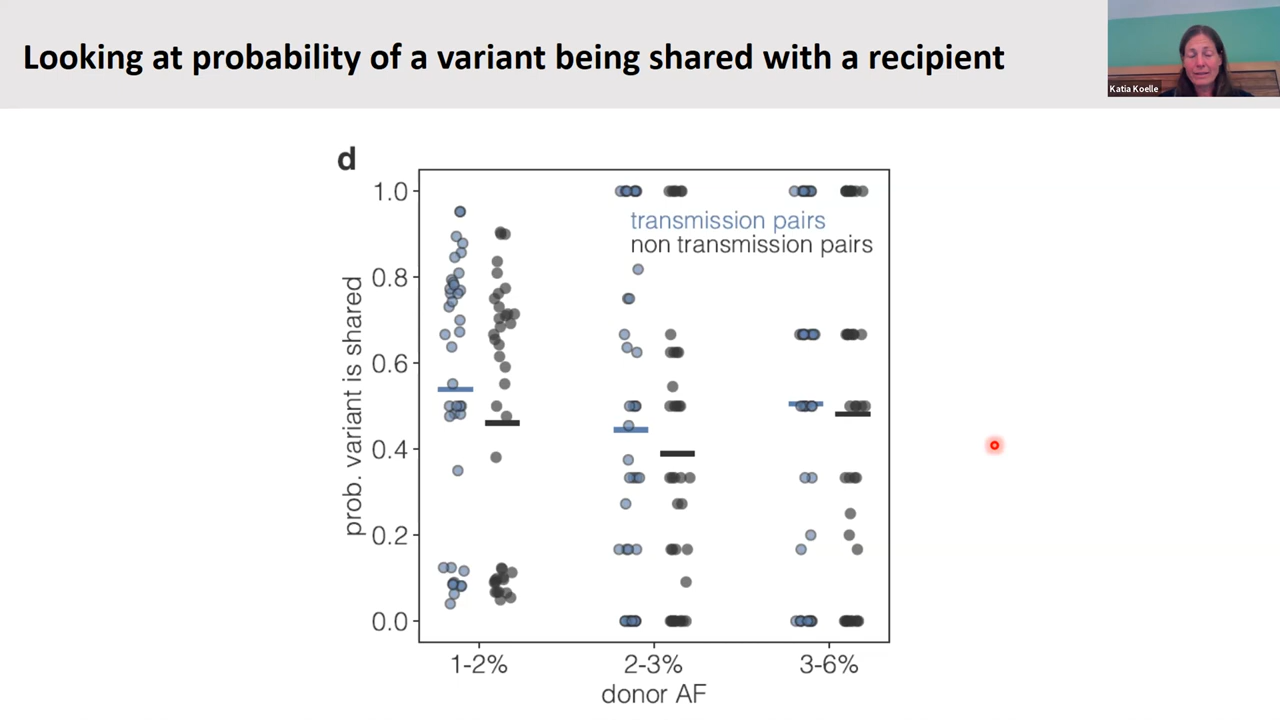 Looking at probability of a variant being shared with a recipient
Katia Koelle
d
transmission pairs
non transmission pairs
prob. variant is shared
1.0
0.8
0.6
0.4
0.2
0.0
1-2%
2-3%
3-6%
donor AF